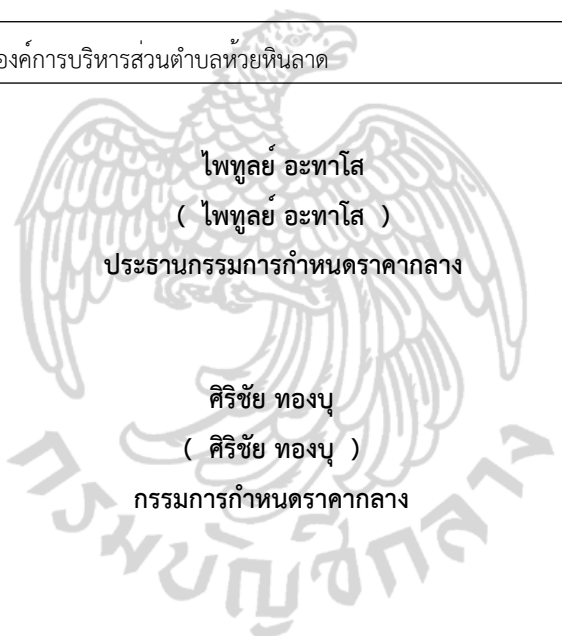 องค์การบริหารส่วนตำบลห้วยหินลาด
ไพทูลย์ อะทาโส
( ไพทูลย์ อะทาโส )
ประธานกรรมการกำหนดราคากลาง
ศิริชัย ทองบุ
( ศิริชัย ทองบุ )
กรรมการกำหนดราคากลาง
กรมบัญชีกลาง